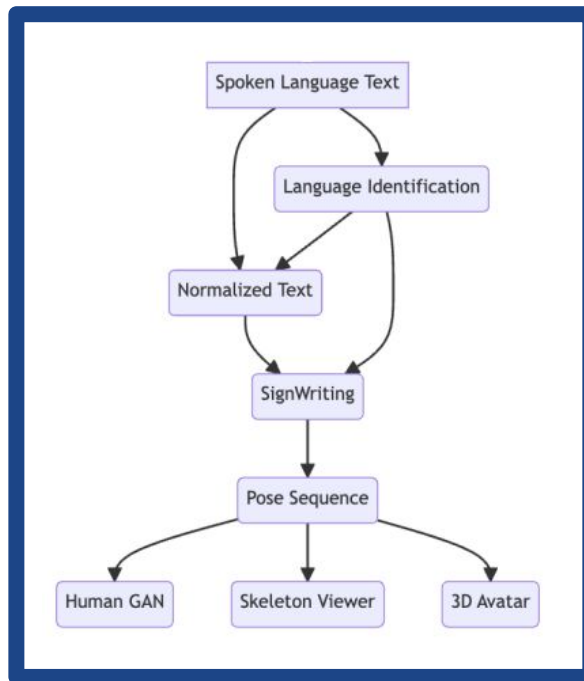 Spoken Language Text
Language Identification
Normalized Text
SignWriting
Pose Sequence
Human GAN
Skeleton Viewer
3D Avatar